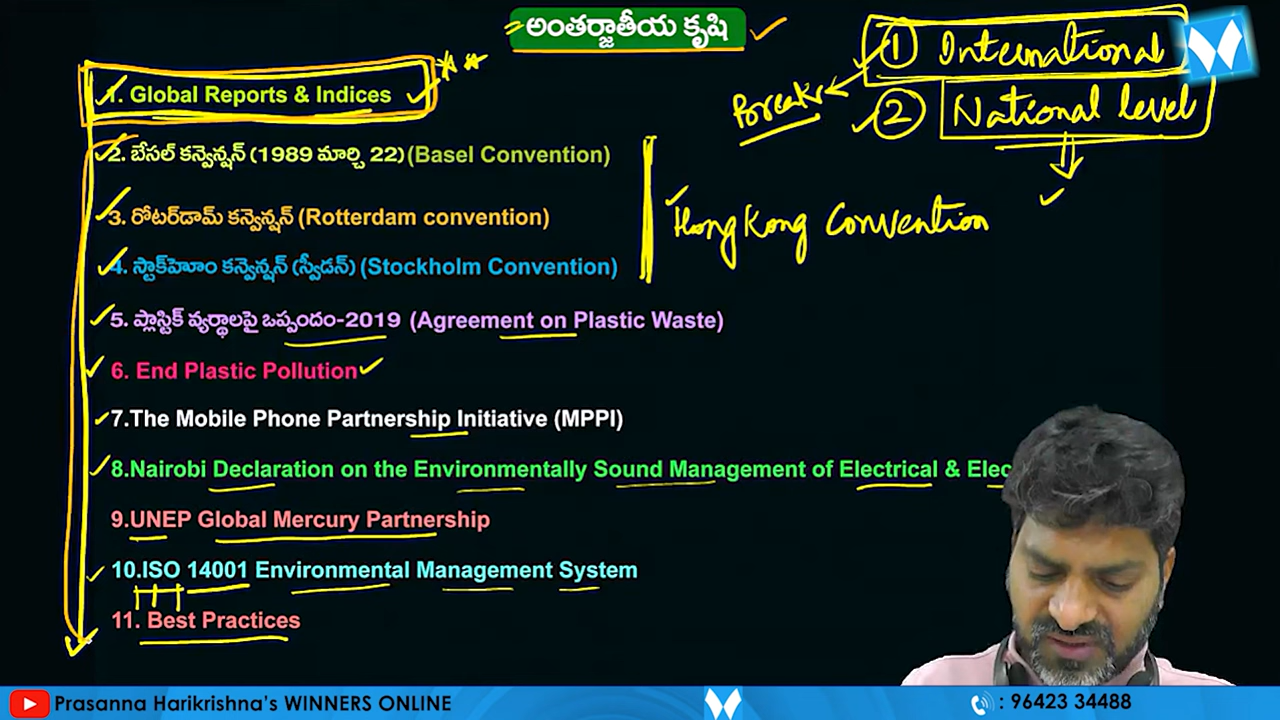 అంతర్జాతీయ కృషి
① International
② National level
Breaks
1. Global Reports & Indices
2. బేసల్ కన్వెన్షన్ (1989 మార్చి 22) (Basel Convention)
3. రోటర్‌డామ్ కన్వెన్షన్ (Rotterdam convention)
HongKong Convention
4. స్టాక్‌హెూం కన్వెన్షన్ (స్వీడన్) (Stockholm Convention)
5. ప్లాస్టిక్ వ్యర్థాలపై ఒప్పందం-2019 (Agreement on Plastic Waste)
6. End Plastic Pollution
7.The Mobile Phone Partnership Initiative (MPPI)
8.Nairobi Declaration on the Environmentally Sound Management of Electrical & Elec
9.UNEP Global Mercury Partnership
10.ISO 14001 Environmental Management System
11. Best Practices
Prasanna Harikrishna's WINNERS ONLINE
: 96423 34488